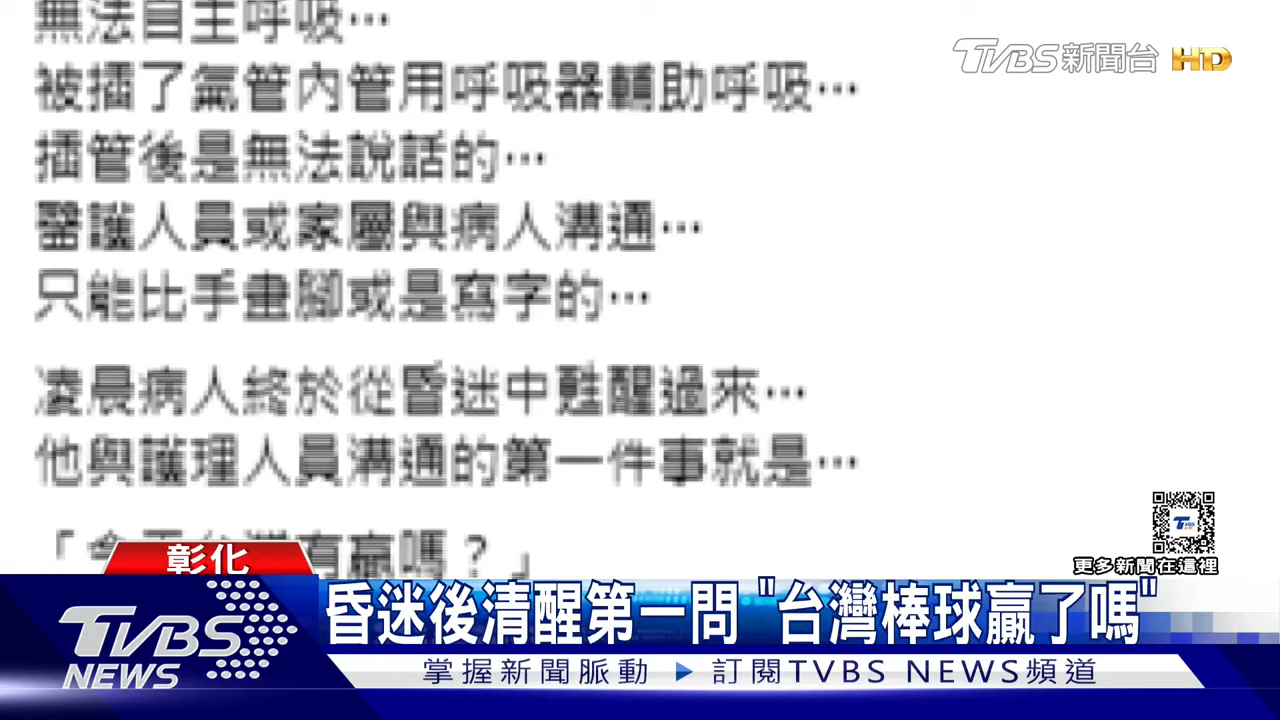 無法自主呼吸…
TVBS新聞台 HD
被插了氣管內管用呼吸器輔助呼吸…
插管後是無法說話的…
醫護人員或家屬與病人溝通…
只能比手畫腳或是寫字的…
凌晨病人終於從昏迷中甦醒過來…
他與護理人員溝通的第一件事就是…
「今天台灣有贏嗎？」
更多新聞在這裡
彰化
昏迷後清醒第一問 "台灣棒球贏了嗎"
TVBS NEWS
掌握新聞脈動 ▶ 訂閱TVBS NEWS頻道